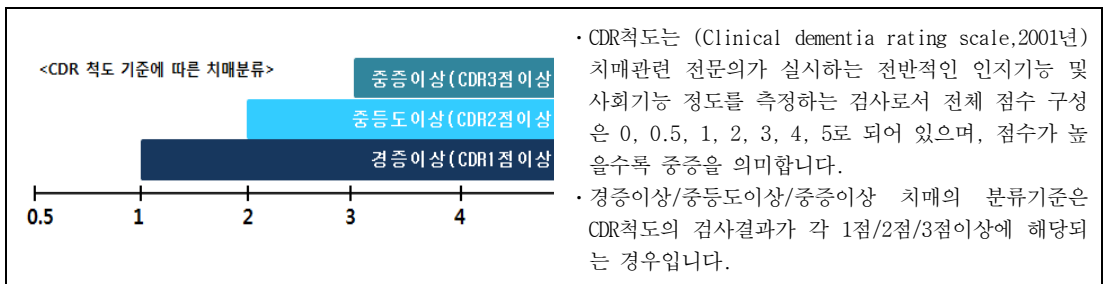 <CDR 척도 기준에 따른 치매분류>
중증이상(CDR3점이상
중등도이상(CDR2점이상
경증이상(CDR1점이상
0.5 1 2 3 4
· CDR척도는 (Clinical dementia rating scale,2001년)
치매관련 전문의가 실시하는 전반적인 인지기능 및
사회기능 정도를 측정하는 검사로서 전체 점수 구성
은 0, 0.5, 1, 2, 3, 4, 5로 되어 있으며, 점수가 높
을수록 중증을 의미합니다.
· 경증이상/중등도이상/중증이상 치매의 분류기준은
CDR척도의 검사결과가 각 1점/2점/3점이상에 해당되
는 경우입니다.